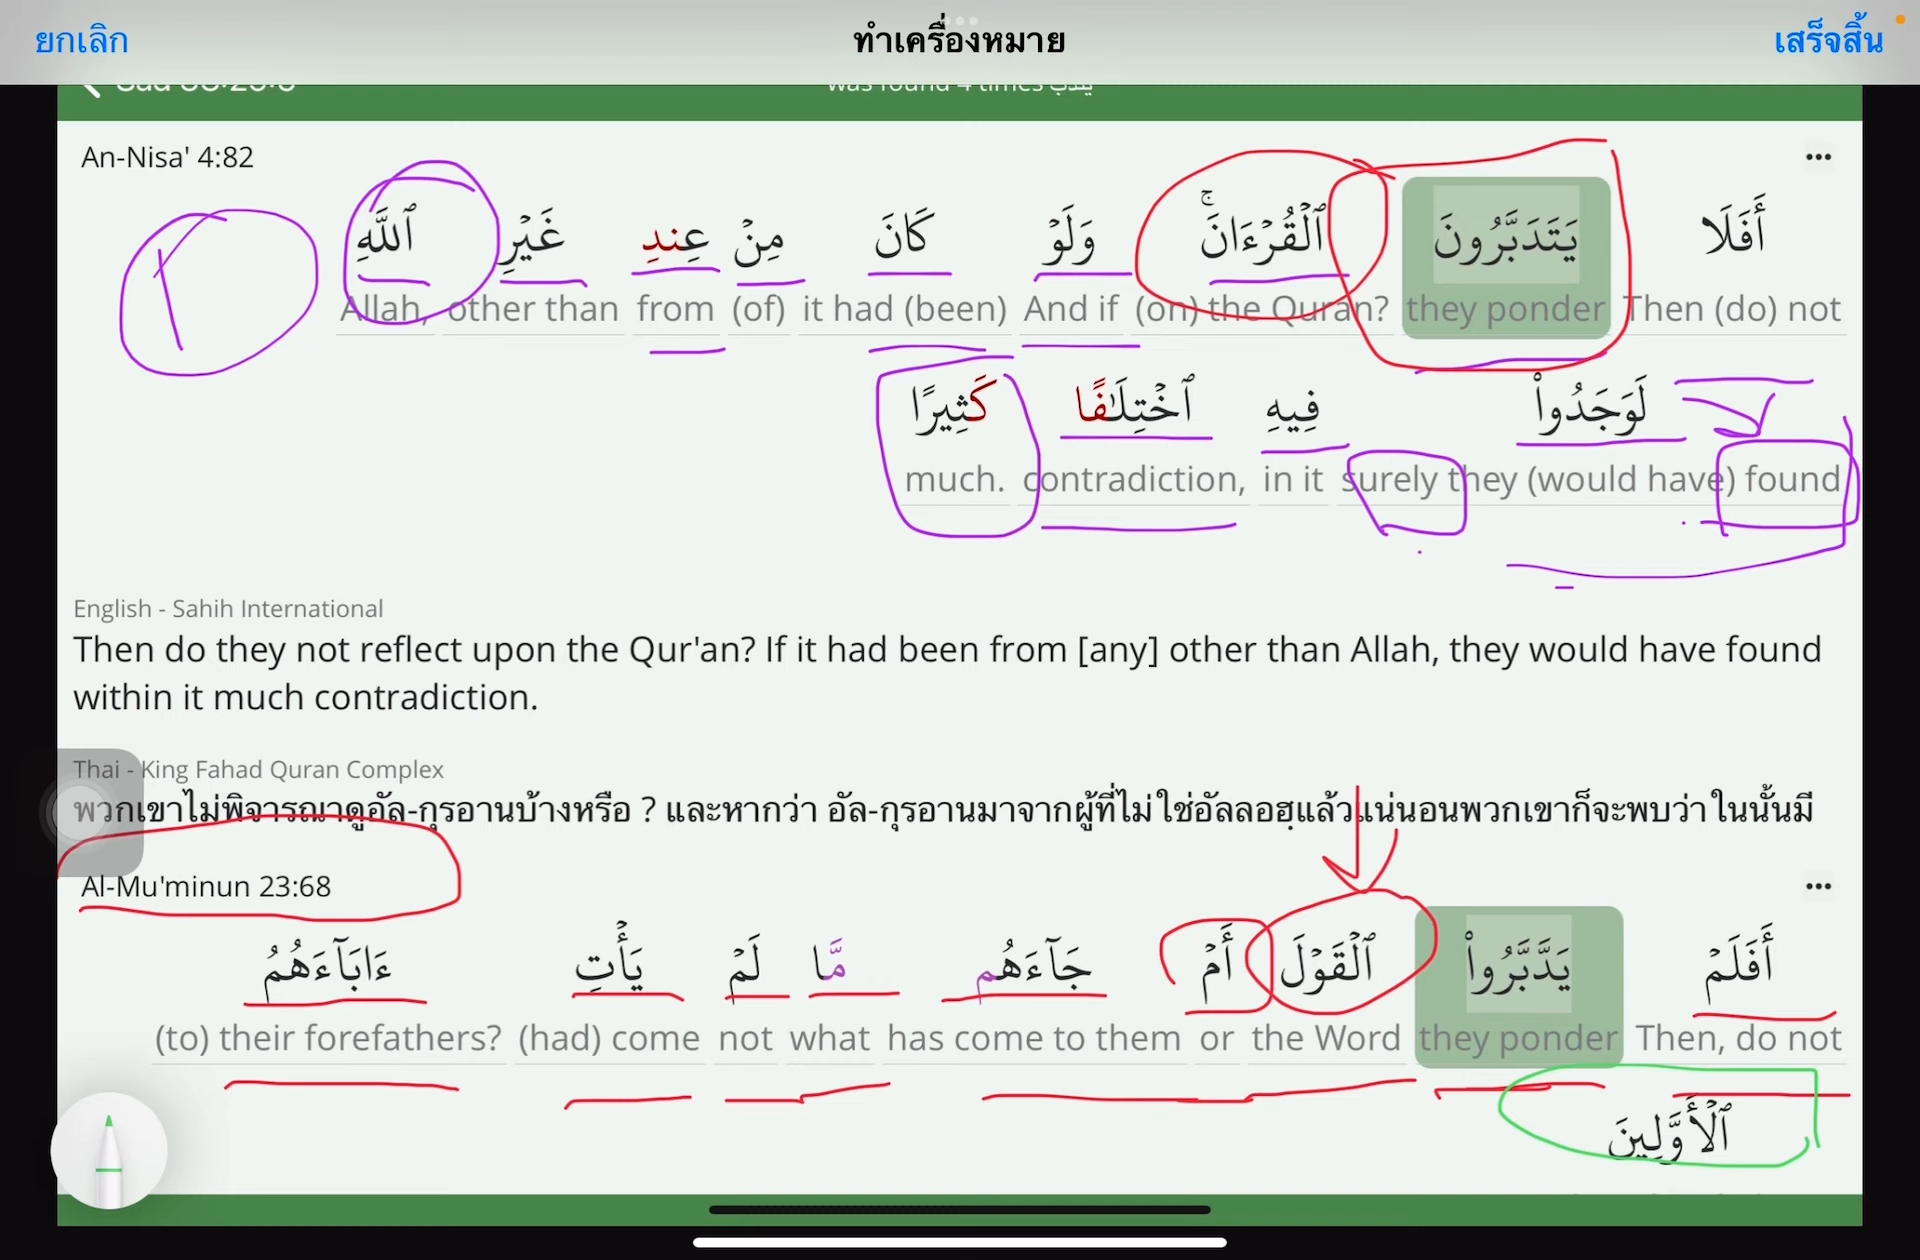 ยกเลิก ทำเครื่องหมาย เสร็จสิ้น
was found 4 times
An-Nisa' 4:82
أَفَلَا يَتَدَبَّرُونَ ٱلْقُرْءَانَ ۚ وَلَوْ كَانَ مِنْ عِندِ غَيْرِ ٱللَّهِ
Allah, other than from (of) it had (been) And if (on) the Quran? they ponder Then (do) not
لَوَجَدُوا۟ فِيهِ ٱخْتِلَـٰفًا كَثِيرًا
much. contradiction, in it surely they (would have) found
English - Sahih International
Then do they not reflect upon the Qur'an? If it had been from [any] other than Allah, they would have found
within it much contradiction.
Thai - King Fahad Quran Complex
พวกเขาไม่พิจารณาดูอัล-กุรอานบ้างหรือ ? และหากว่า อัล-กุรอานมาจากผู้ที่ไม่ใช่อัลลอฮฺแล้วแน่นอนพวกเขาก็จะพบว่าในนั้นมี
Al-Mu'minun 23:68
أَفَلَمْ يَدَّبَّرُوا۟ ٱلْقَوْلَ أَمْ جَآءَهُم مَّا لَمْ يَأْتِ ءَابَآءَهُمُ
(to) their forefathers? (had) come not what has come to them or the Word they ponder Then, do not
ٱلْأَوَّلِينَ